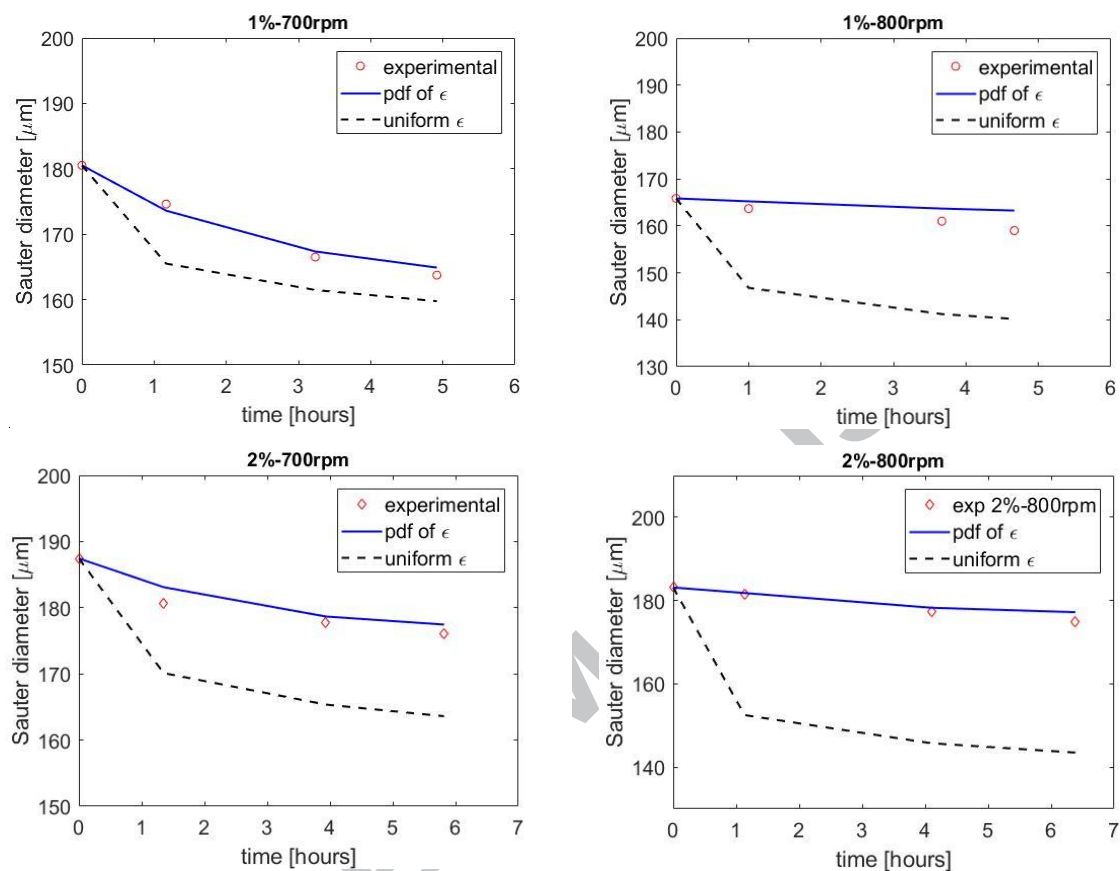 1%-700rpm
200
190
180
170
160
150
Sauter diameter [μm]
experimental
pdf of ϵ
uniform ϵ
0 1 2 3 4 5 6
time [hours]
1%-800rpm
200
190
180
170
160
150
140
130
Sauter diameter [μm]
experimental
pdf of ϵ
uniform ϵ
0 1 2 3 4 5 6
time [hours]
2%-700rpm
200
190
180
170
160
150
Sauter diameter [μm]
experimental
pdf of ϵ
uniform ϵ
0 1 2 3 4 5 6 7
time [hours]
2%-800rpm
200
180
160
140
Sauter diameter [μm]
exp 2%-800rpm
pdf of ϵ
uniform ϵ
0 1 2 3 4 5 6 7
time [hours]